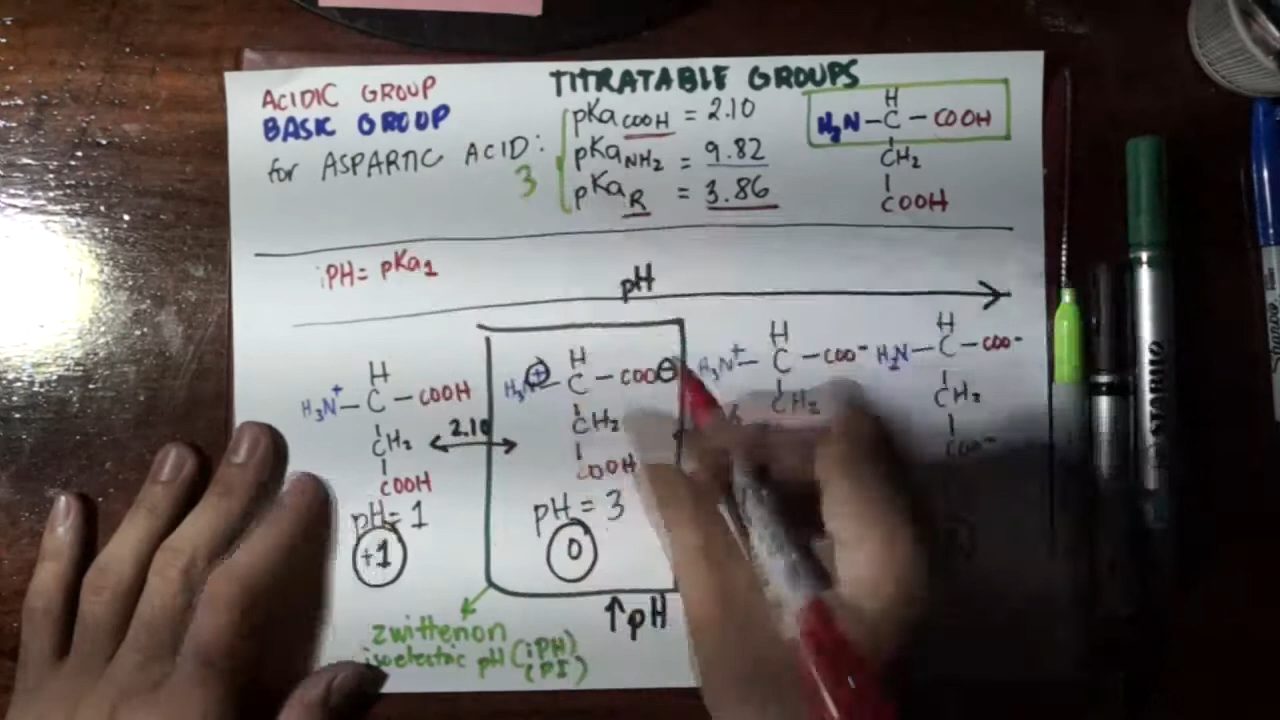 TITRATABLE GROUPS
ACIDIC GROUP
BASIC GROUP
for ASPARTIC ACID:
3
pKa COOH = 2.10
pKa NH₂ = 9.82
pKa R = 3.86
H
H₂N — C — COOH
CH₂
COOH
iPH = pKa₁
pH
H
H₃N⁺ — C — COOH
CH₂
COOH
pH = 1
+1
2.10
H
H₃N⁺ — C — COO⊖
CH₂
COOH
pH = 3
0
H
H₃N⁺ — C — COO⁻
CH₂
H
H₂N — C — COO⁻
CH₂
COO⁻
↑pH
zwitterion
isoelectric pH (iPH)
(PI)
STABILO